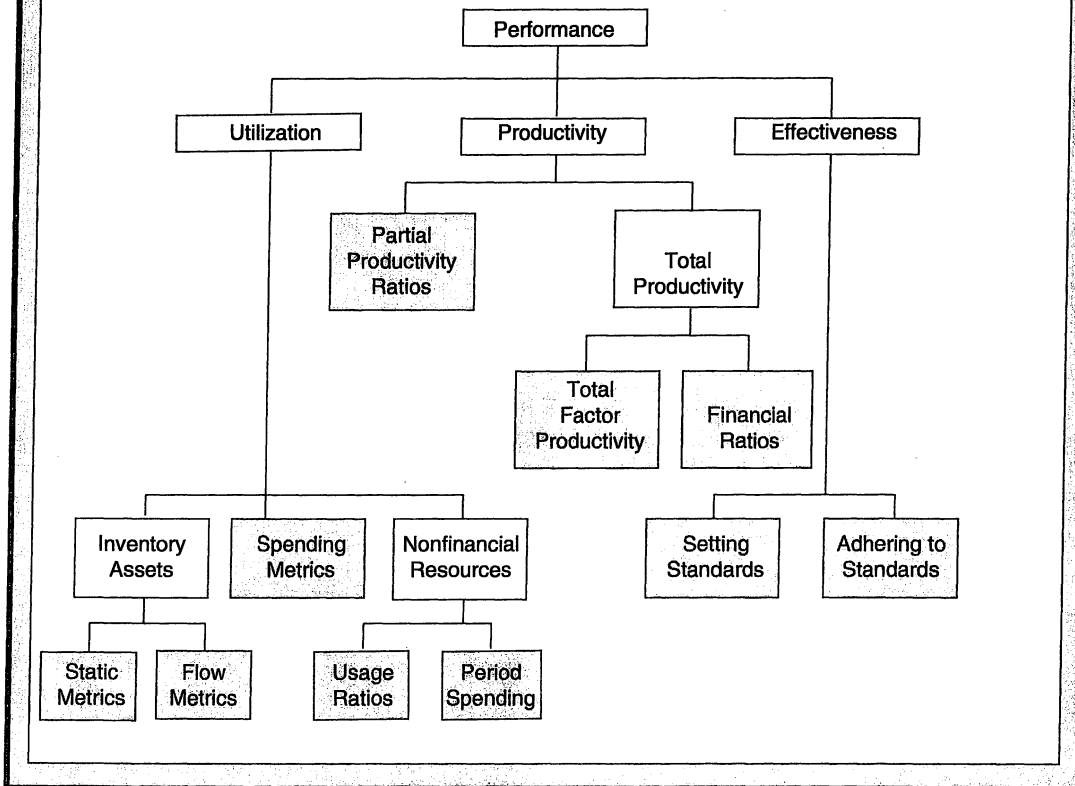 Performance
Utilization
Productivity
Effectiveness
Partial
Productivity
Ratios
Total
Productivity
Total
Factor
Productivity
Financial
Ratios
Inventory
Assets
Spending
Metrics
Nonfinancial
Resources
Setting
Standards
Adhering to
Standards
Static
Metrics
Flow
Metrics
Usage
Ratios
Period
Spending